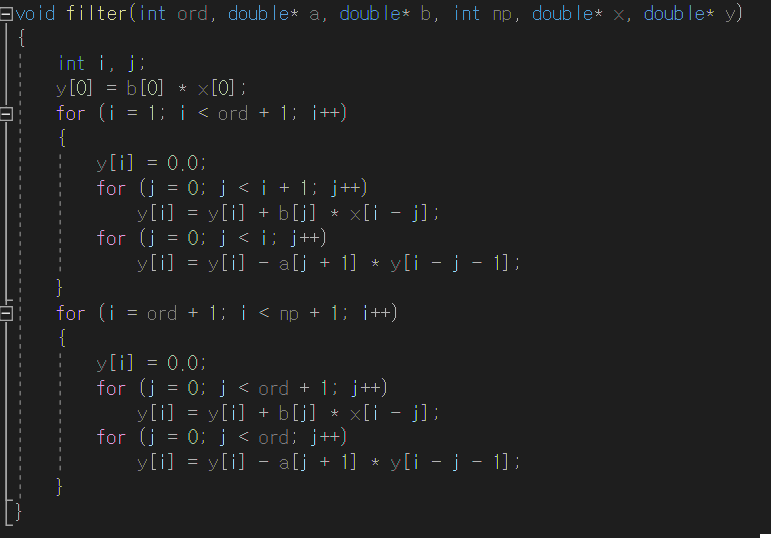 void filter(int ord, double* a, double* b, int np, double* x, double* y)
{
int i, j;
y[0] = b[0] * x[0];
for (i = 1; i < ord + 1; i++)
{
y[i] = 0.0;
for (j = 0; j < i + 1; j++)
y[i] = y[i] + b[j] * x[i - j];
for (j = 0; j < i; j++)
y[i] = y[i] - a[j + 1] * y[i - j - 1];
}
for (i = ord + 1; i < np + 1; i++)
{
y[i] = 0.0;
for (j = 0; j < ord + 1; j++)
y[i] = y[i] + b[j] * x[i - j];
for (j = 0; j < ord; j++)
y[i] = y[i] - a[j + 1] * y[i - j - 1];
}
}